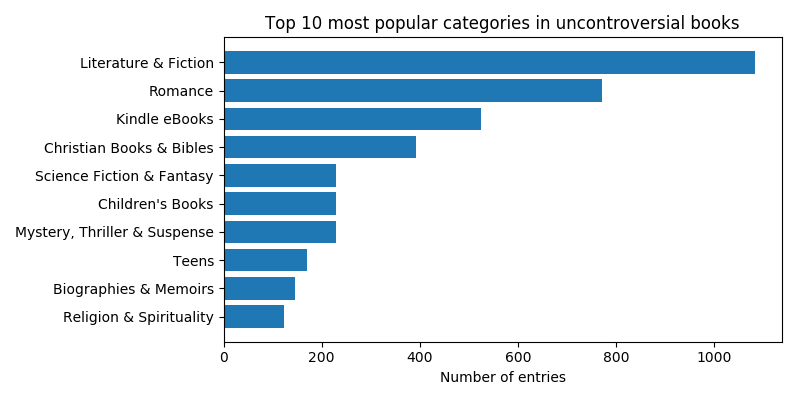 Top 10 most popular categories in uncontroversial books
Literature & Fiction
Romance
Kindle eBooks
Christian Books & Bibles
Science Fiction & Fantasy
Children's Books
Mystery, Thriller & Suspense
Teens
Biographies & Memoirs
Religion & Spirituality
0 200 400 600 800 1000
Number of entries